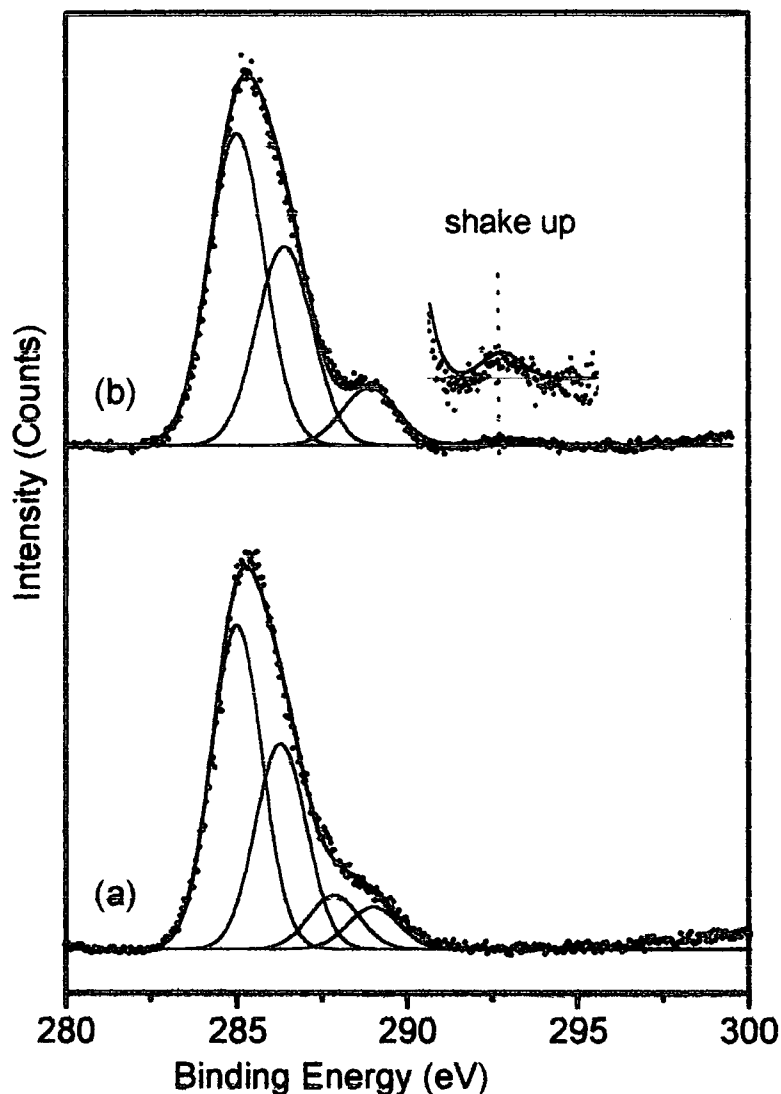 shake up
(b)
(a)
Intensity (Counts)
280 285 290 295 300
Binding Energy (eV)